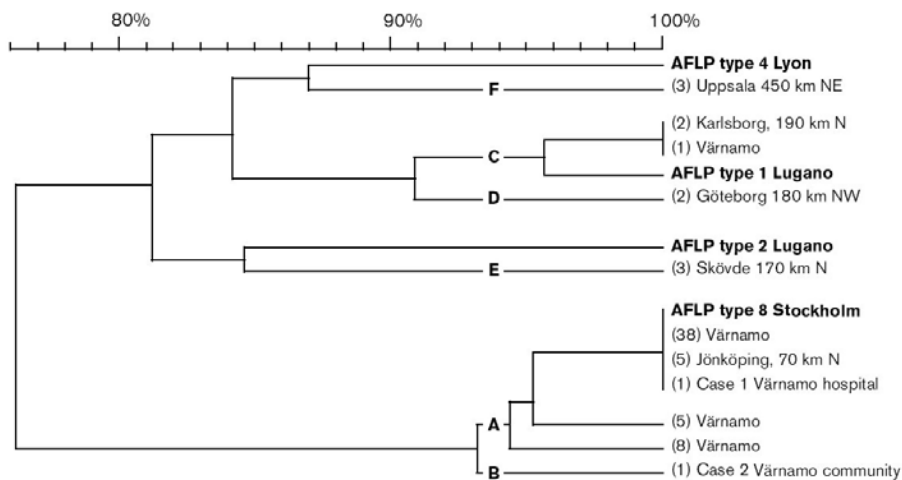 80% 90% 100%
AFLP type 4 Lyon
F (3) Uppsala 450 km NE
(2) Karlsborg, 190 km N
C (1) Värnamo
AFLP type 1 Lugano
D (2) Göteborg 180 km NW
AFLP type 2 Lugano
E (3) Skövde 170 km N
AFLP type 8 Stockholm
(38) Värnamo
(5) Jönköping, 70 km N
(1) Case 1 Värnamo hospital
A (5) Värnamo
(8) Värnamo
B (1) Case 2 Värnamo community